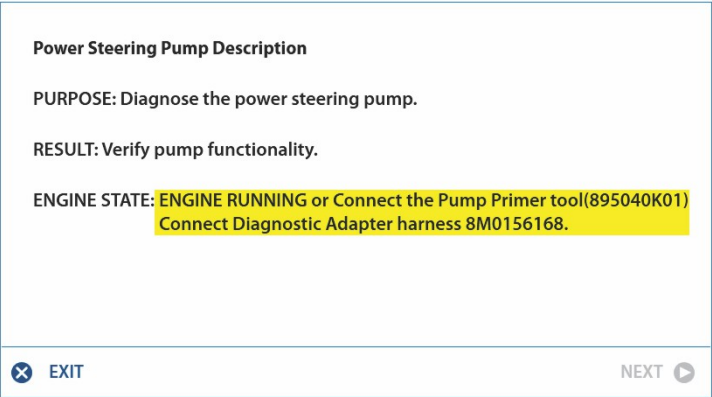 Power Steering Pump Description
PURPOSE: Diagnose the power steering pump.
RESULT: Verify pump functionality.
ENGINE STATE: ENGINE RUNNING or Connect the Pump Primer tool(895040K01)
Connect Diagnostic Adapter harness 8M0156168.
EXIT
NEXT